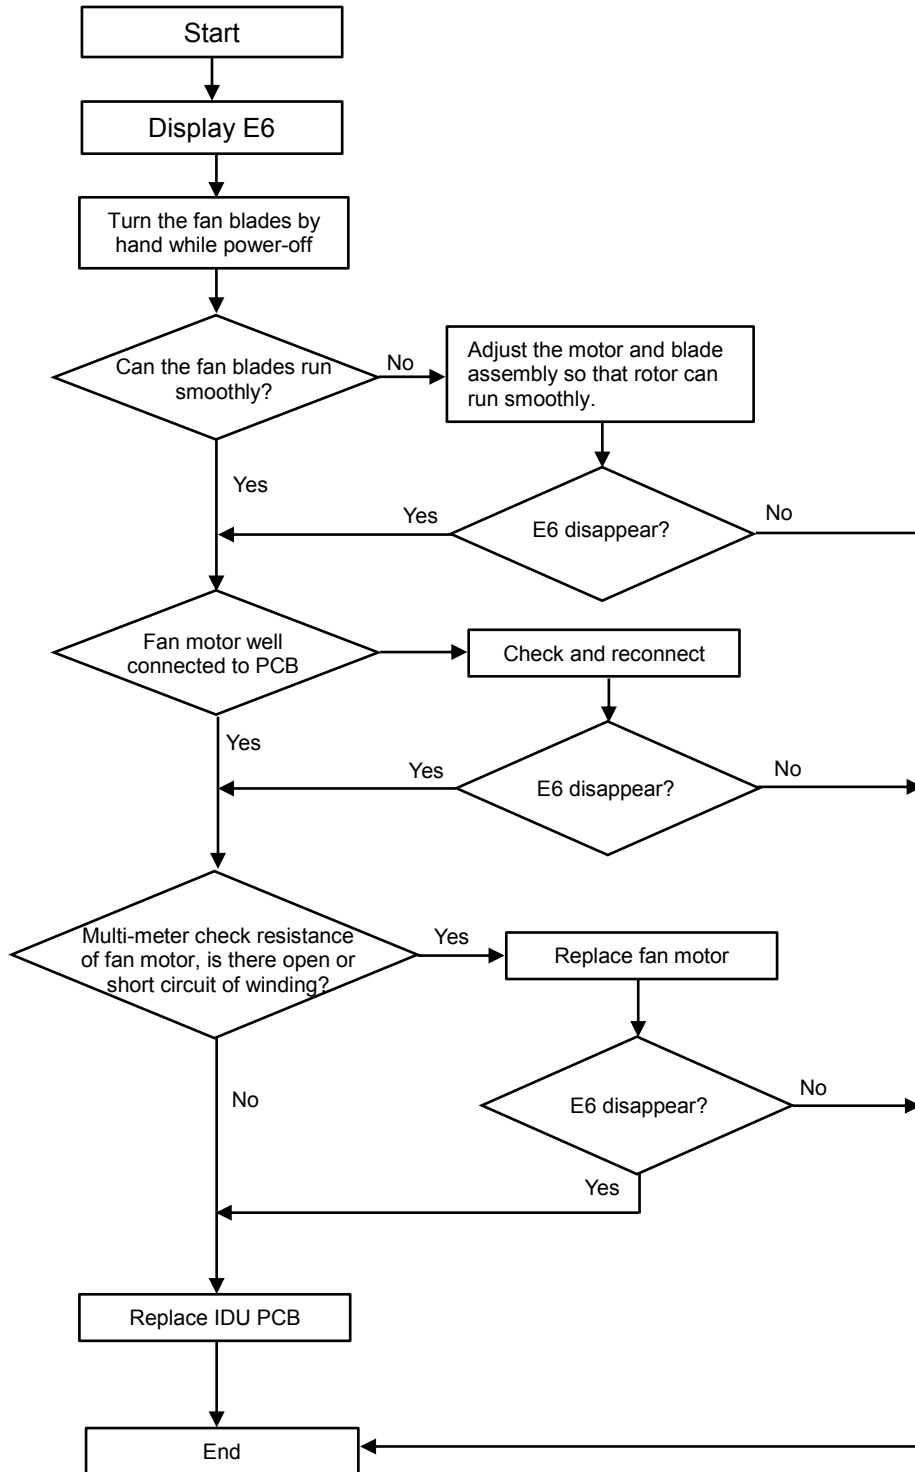 Start
Display E6
Turn the fan blades by
hand while power-off
Can the fan blades run
smoothly?
No
Adjust the motor and blade
assembly so that rotor can
run smoothly.
Yes
Yes
E6 disappear?
No
Fan motor well
connected to PCB
Check and reconnect
Yes
Yes
E6 disappear?
No
Multi-meter check resistance
of fan motor, is there open or
short circuit of winding?
Yes
Replace fan motor
No
E6 disappear?
No
Yes
Replace IDU PCB
End